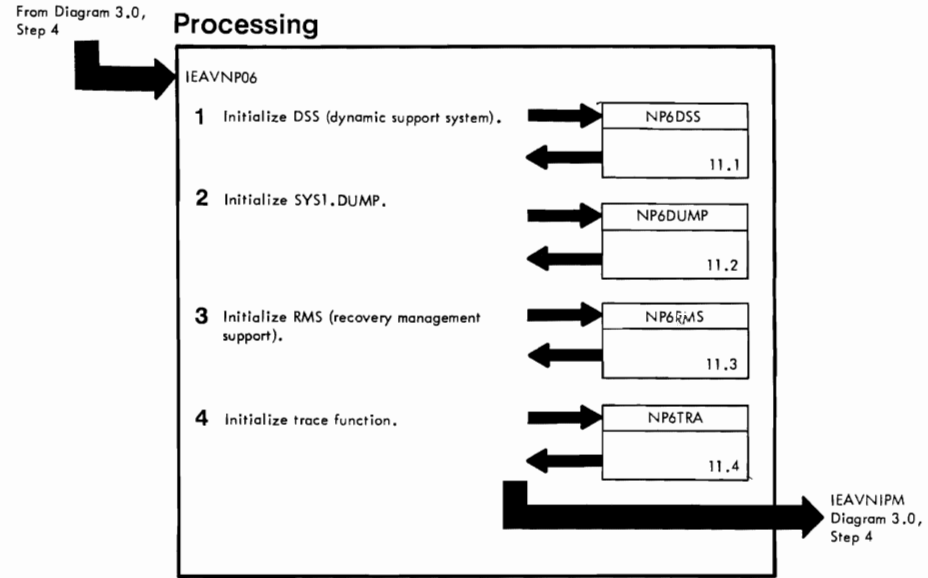 From Diagram 3.0,
Step 4
Processing
IEAVNP06
1 Initialize DSS (dynamic support system).
NP6DSS
11.1
2 Initialize SYS1.DUMP.
NP6DUMP
11.2
3 Initialize RMS (recovery management
support).
NP6RMS
11.3
4 Initialize trace function.
NP6TRA
11.4
IEAVNIPM
Diagram 3.0,
Step 4